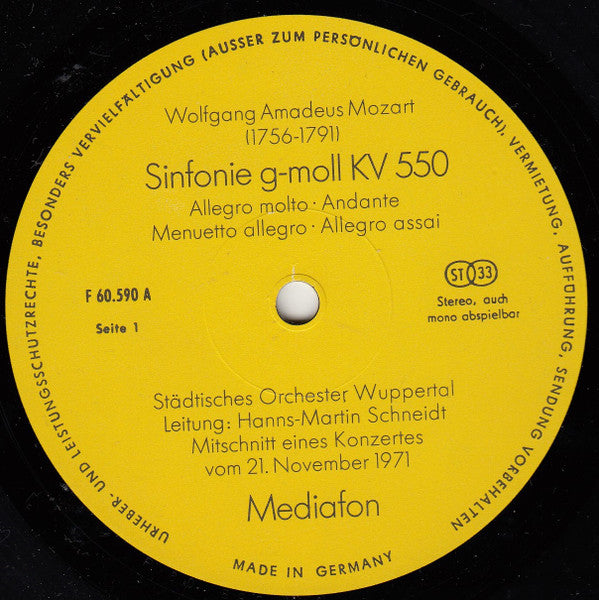 URHEBER- UND LEISTUNGSSCHUTZRECHTE, BESONDERS VERVIELFÄLTIGUNG (AUSSER ZUM PERSÖNLICHEN GEBRAUCH), VERMIETUNG, AUFFÜHRUNG, SENDUNG VORBEHALTEN
Wolfgang Amadeus Mozart
(1756-1791)
Sinfonie g-moll KV 550
Allegro molto · Andante
Menuetto allegro · Allegro assai
F 60.590 A
Seite 1
ST 33
Stereo, auch
mono abspielbar
Städtisches Orchester Wuppertal
Leitung: Hanns-Martin Schneidt
Mitschnitt eines Konzertes
vom 21. November 1971
Mediafon
MADE IN GERMANY